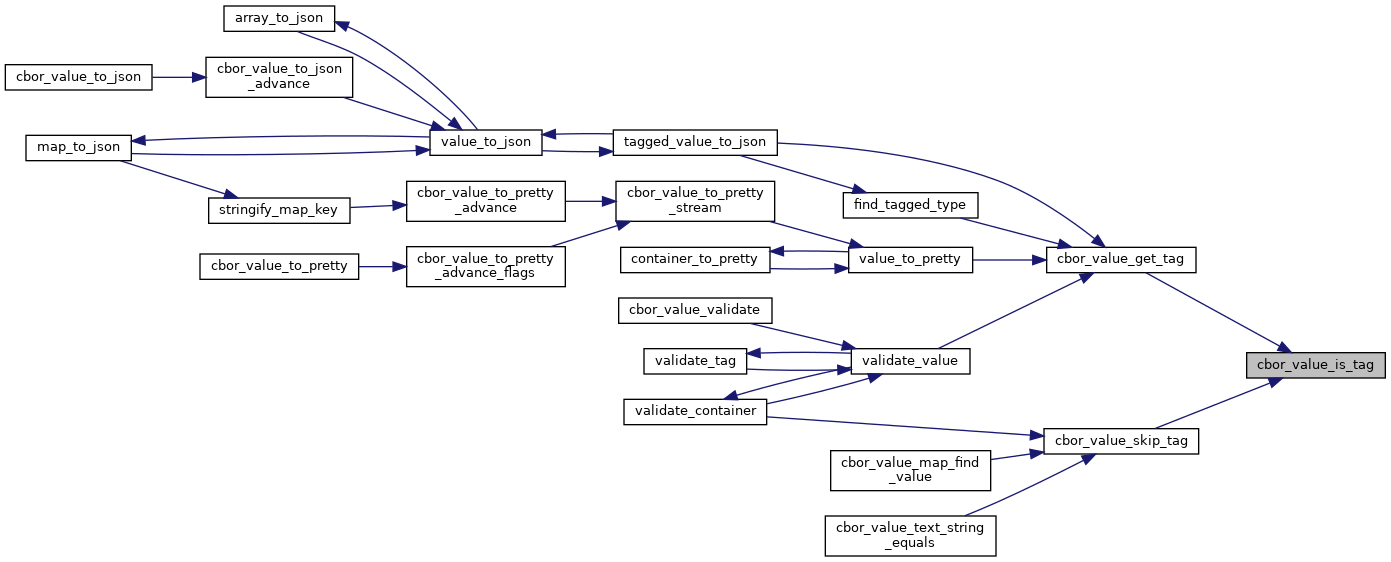 array_to_json
cbor_value_to_json
cbor_value_to_json
_advance
map_to_json
value_to_json
tagged_value_to_json
stringify_map_key
cbor_value_to_pretty
_advance
cbor_value_to_pretty
_stream
find_tagged_type
cbor_value_to_pretty
cbor_value_to_pretty
_advance_flags
container_to_pretty
value_to_pretty
cbor_value_get_tag
cbor_value_validate
validate_tag
validate_value
cbor_value_is_tag
validate_container
cbor_value_skip_tag
cbor_value_map_find
_value
cbor_value_text_string
_equals